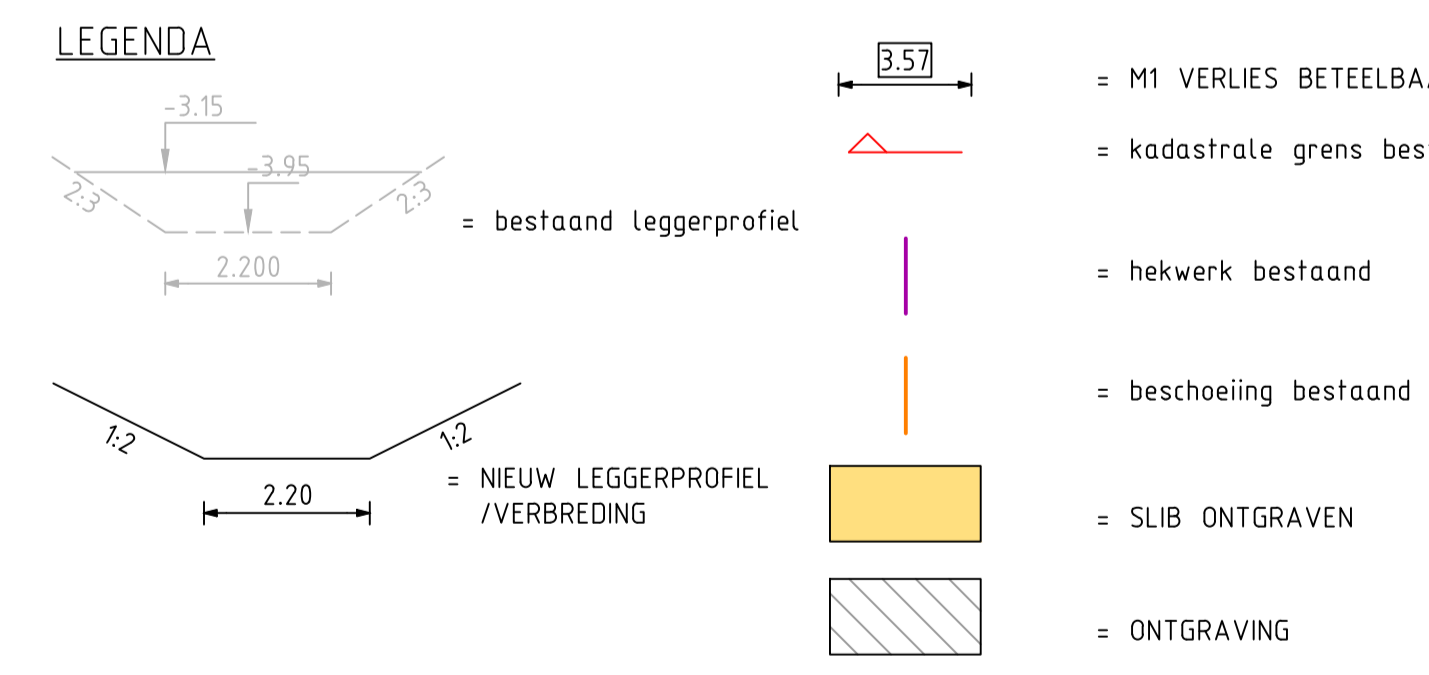 LEGENDA
-3.15
-3.95
2:3
2:3
2.200
= bestaand leggerprofiel
1:2
1:2
2.20
= NIEUW LEGGERPROFIEL
/VERBREDING
3.57
= M1 VERLIES
= kadastrale grens
= hekwerk bestaand
= beschoeiing bestaand
= SLIB ONTGRAVEN
= ONTGRAVING